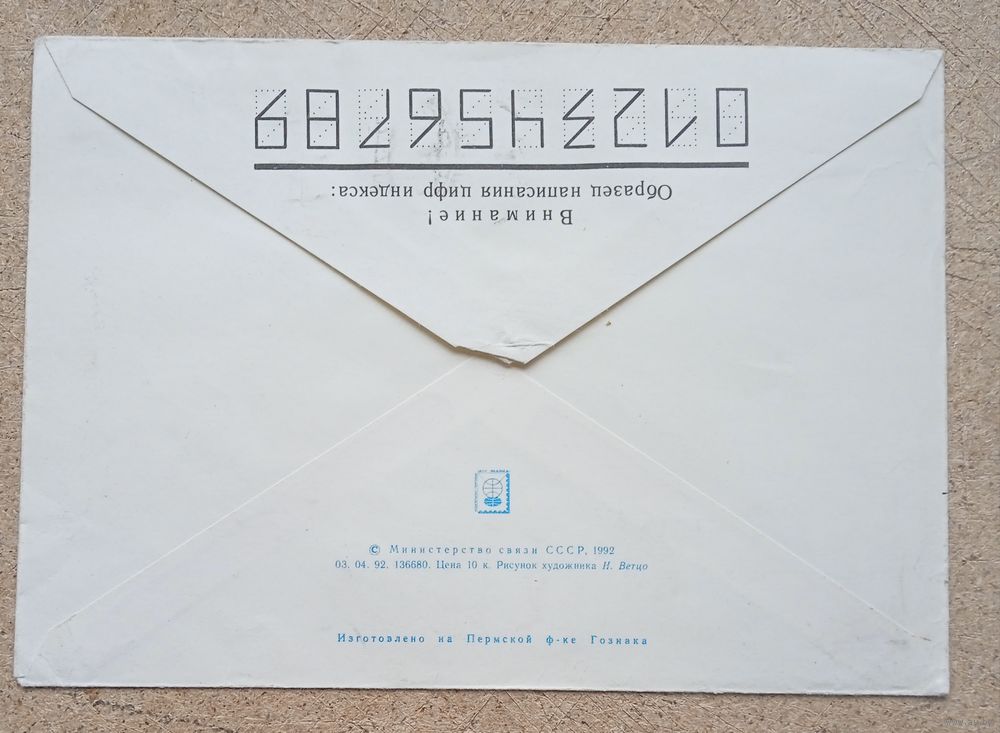 Внимание!
Образец написания цифр индекса:
0123456789
© Министерство связи СССР, 1992
03. 04. 92. 136680. Цена 10 к. Рисунок художника И. Ветцо
Изготовлено на Пермской ф-ке Гознака